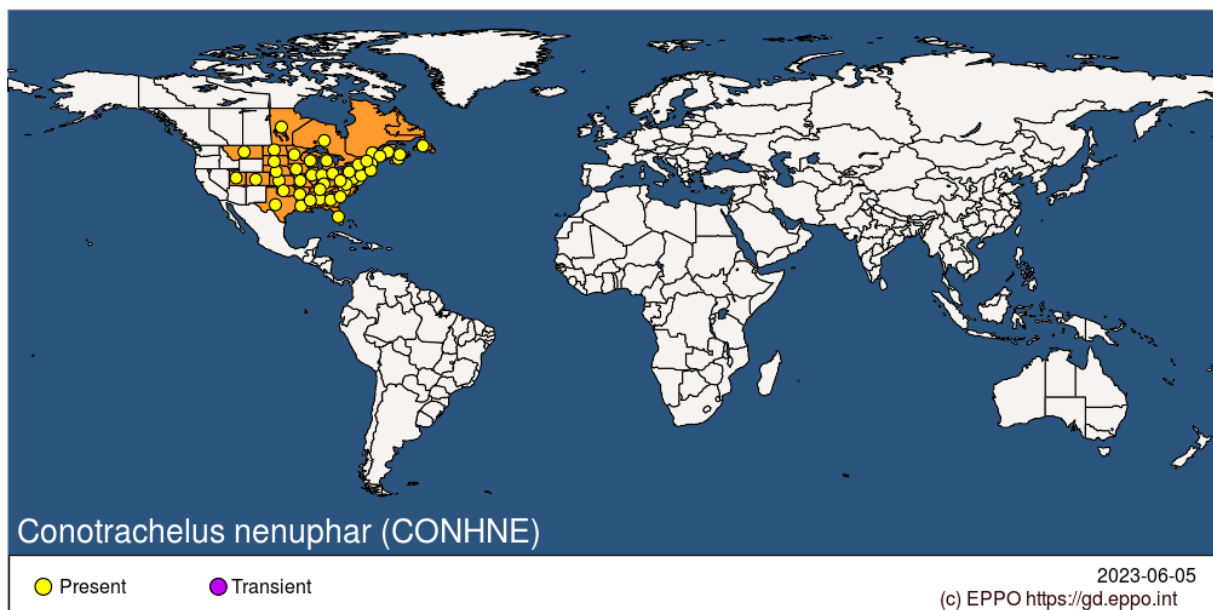 Conotrachelus nenuphar (CONHNE)
Present
Transient
2023-06-05
(c) EPPO https://gd.eppo.int